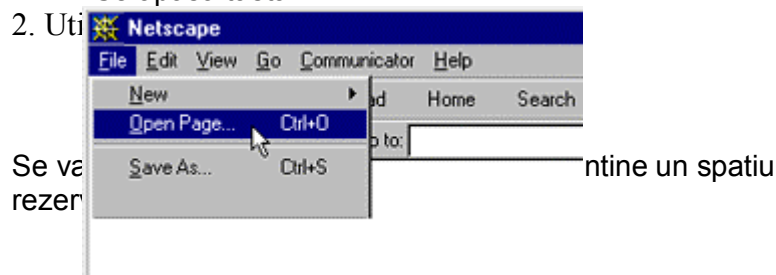 2. Uti
Netscape
File Edit View Go Communicator Help
New
Home Search
Open Page... Ctrl+O
to:
Save As... Ctrl+S
Se va
ntine un spatiu
rezer